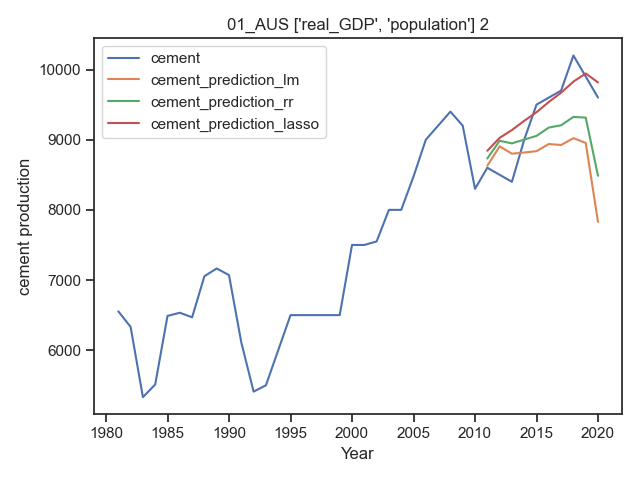 01_AUS ['real_GDP', 'population'] 2
cement
cement_prediction_lm
cement_prediction_rr
cement_prediction_lasso
cement production
10000
9000
8000
7000
6000
1980 1985 1990 1995 2000 2005 2010 2015 2020
Year